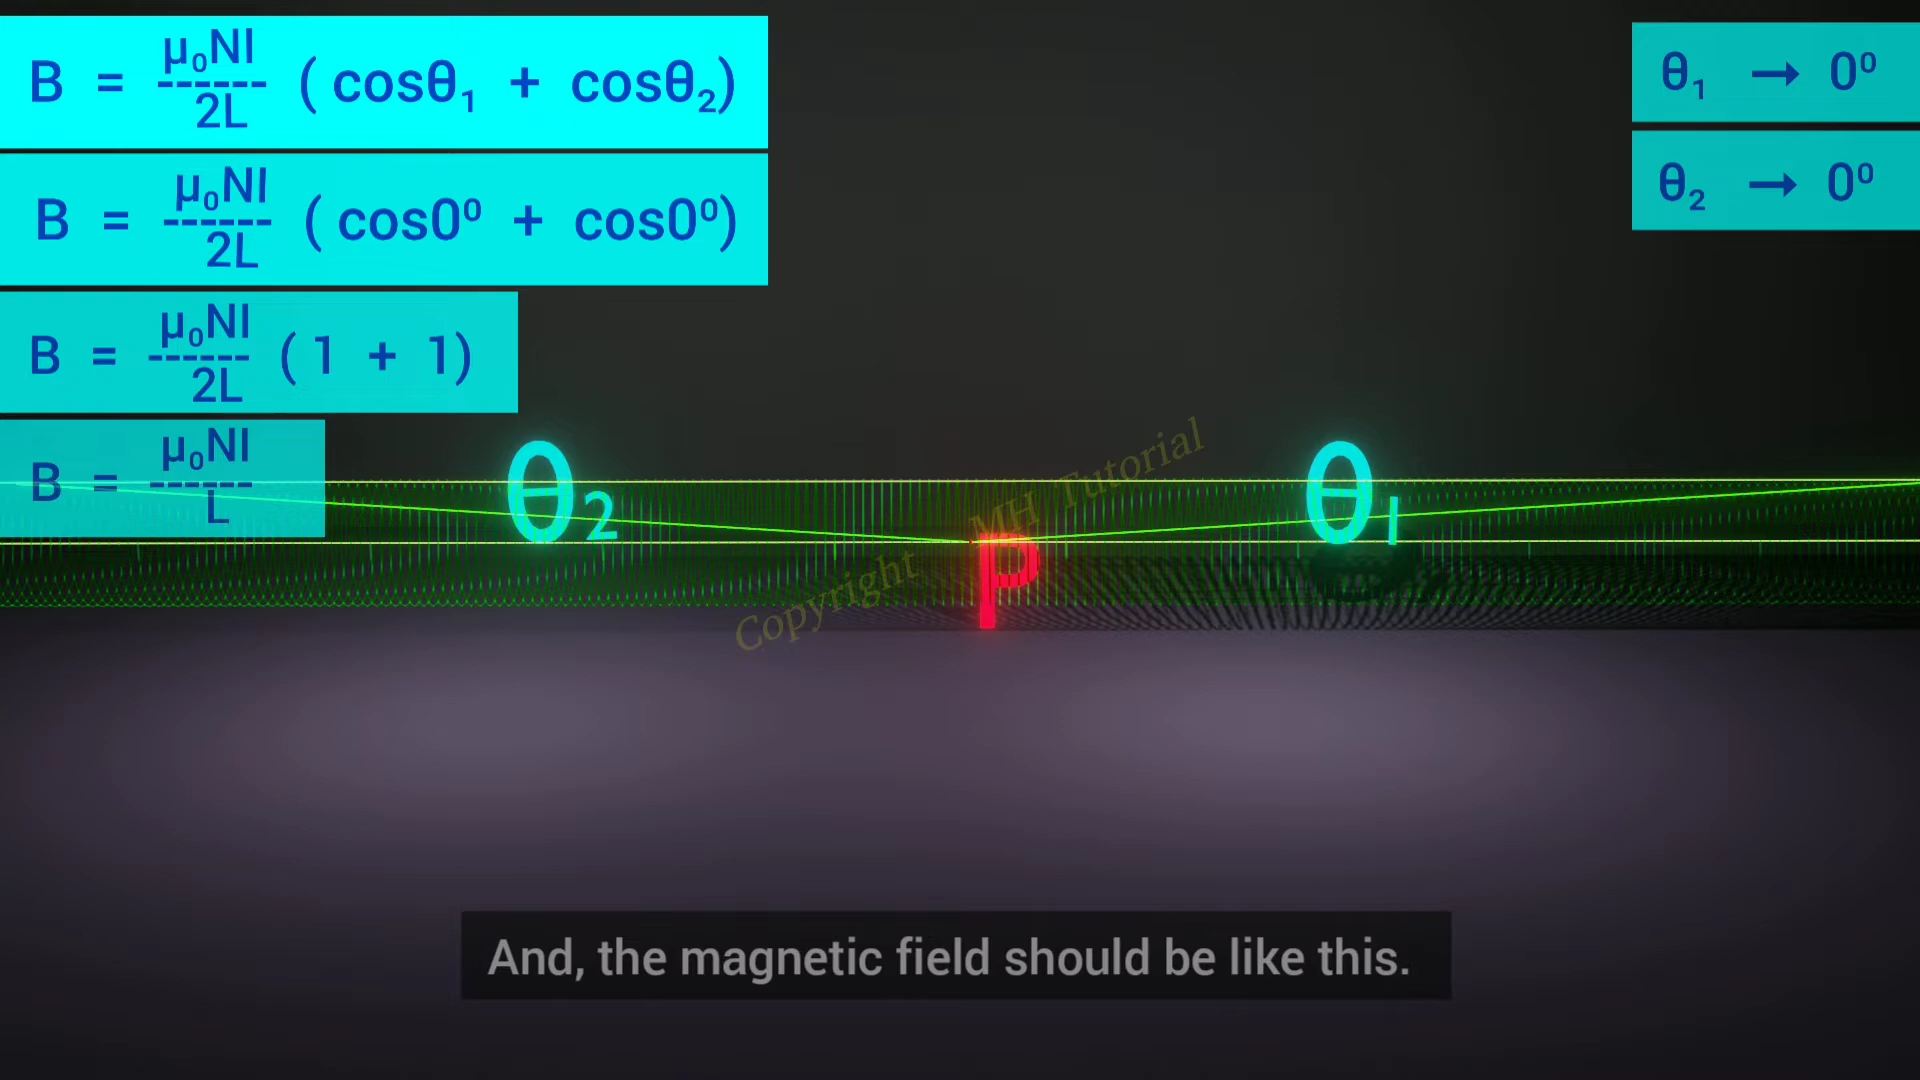 B = μ₀NI
------
2L
( cosθ₁ + cosθ₂)
B = μ₀NI
------
2L
( cos0⁰ + cos0⁰)
B = μ₀NI
------
2L
( 1 + 1)
B = μ₀NI
------
L
θ₁ → 0⁰
θ₂ → 0⁰
θ₂
θ₁
P
Copyright MH Tutorial
And, the magnetic field should be like this.